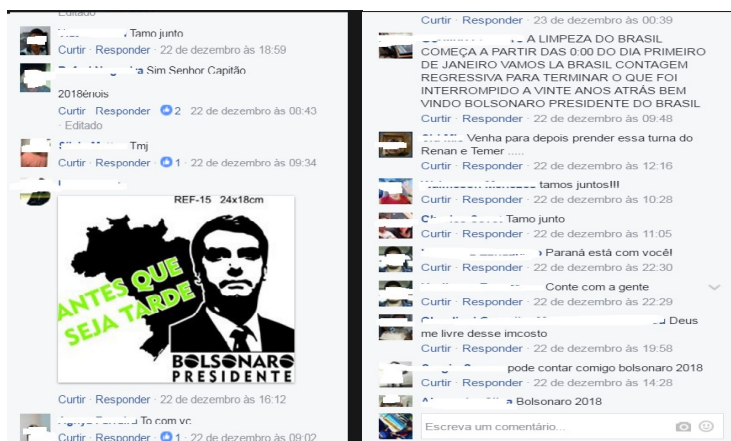 Editado
Tamo junto
Curtir · Responder · 22 de dezembro às 18:59
Sim Senhor Capitão
2018énois
Curtir · Responder · 2 · 22 de dezembro às 08:43
· Editado
Tmj
Curtir · Responder · 1 · 22 de dezembro às 09:34
REF-15 24x18cm
ANTES QUE
SEJA TARDE
BOLSONARO
PRESIDENTE
Curtir · Responder · 22 de dezembro às 16:12
To com vc
Curtir · Responder · 1 · 22 de dezembro às 09:02
Curtir · Responder · 23 de dezembro às 00:39
A LIMPEZA DO BRASIL
COMEÇA A PARTIR DAS 0:00 DO DIA PRIMEIRO
DE JANEIRO VAMOS LA BRASIL CONTAGEM
REGRESSIVA PARA TERMINAR O QUE FOI
INTERROMPIDO A VINTE ANOS ATRÁS BEM
VINDO BOLSONARO PRESIDENTE DO BRASIL
Curtir · Responder · 22 de dezembro às 09:48
Venha para depois prender essa turna do
Renan e Temer .....
Curtir · Responder · 22 de dezembro às 12:16
tamos juntos!!!
Curtir · Responder · 22 de dezembro às 10:28
Tamo junto
Curtir · Responder · 22 de dezembro às 11:05
Paraná está com você!
Curtir · Responder · 22 de dezembro às 22:30
Conte com a gente
Curtir · Responder · 22 de dezembro às 22:29
Deus
me livre desse imcosto
Curtir · Responder · 22 de dezembro às 19:58
pode contar comigo bolsonaro 2018
Curtir · Responder · 22 de dezembro às 14:28
Bolsonaro 2018
Escreva um comentário...